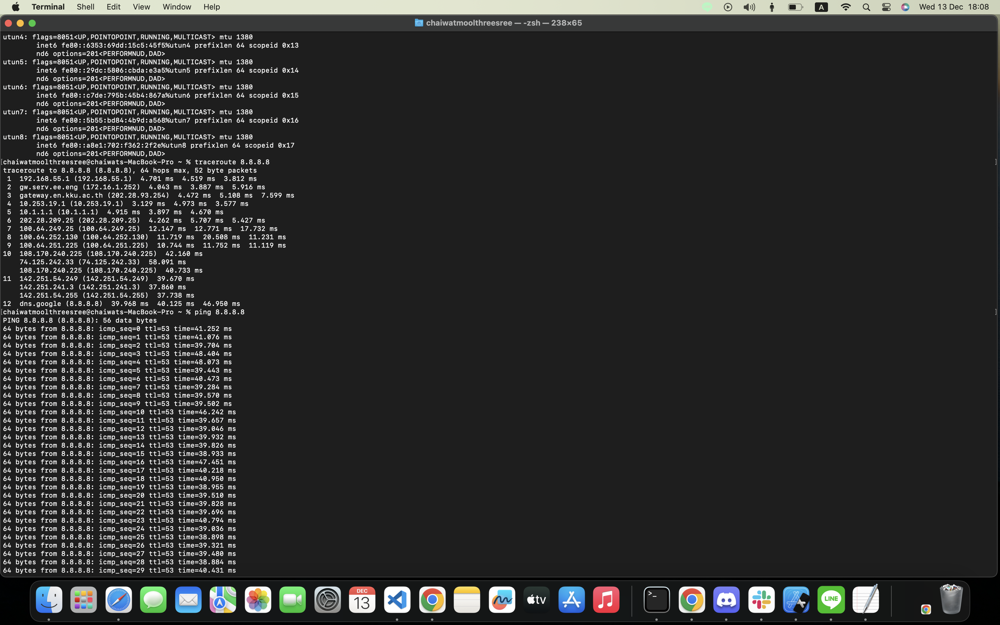 Terminal Shell Edit View Window Help A Wed 13 Dec 18:08
chaiwatmoolthreesree — -zsh — 238×65
utun4: flags=8051<UP,POINTOPOINT,RUNNING,MULTICAST> mtu 1380
inet6 fe80::6353:69dd:15c5:45f5%utun4 prefixlen 64 scopeid 0x13
nd6 options=201<PERFORMNUD,DAD>
utun5: flags=8051<UP,POINTOPOINT,RUNNING,MULTICAST> mtu 1380
inet6 fe80::29dc:5806:cbda:e3a5%utun5 prefixlen 64 scopeid 0x14
nd6 options=201<PERFORMNUD,DAD>
utun6: flags=8051<UP,POINTOPOINT,RUNNING,MULTICAST> mtu 1380
inet6 fe80::c7de:795b:45b4:867a%utun6 prefixlen 64 scopeid 0x15
nd6 options=201<PERFORMNUD,DAD>
utun7: flags=8051<UP,POINTOPOINT,RUNNING,MULTICAST> mtu 1380
inet6 fe80::5b55:bd84:4b9d:a568%utun7 prefixlen 64 scopeid 0x16
nd6 options=201<PERFORMNUD,DAD>
utun8: flags=8051<UP,POINTOPOINT,RUNNING,MULTICAST> mtu 1380
inet6 fe80::a8e1:702:f362:2f2e%utun8 prefixlen 64 scopeid 0x17
nd6 options=201<PERFORMNUD,DAD>
[chaiwatmoolthreesree@chaiwats-MacBook-Pro ~ % traceroute 8.8.8.8 ]
traceroute to 8.8.8.8 (8.8.8.8), 64 hops max, 52 byte packets
1 192.168.55.1 (192.168.55.1) 4.701 ms 4.519 ms 3.812 ms
2 gw.serv.ee.eng (172.16.1.252) 4.043 ms 3.887 ms 5.916 ms
3 gateway.en.kku.ac.th (202.28.93.254) 4.472 ms 5.108 ms 7.599 ms
4 10.253.19.1 (10.253.19.1) 3.129 ms 4.973 ms 3.577 ms
5 10.1.1.1 (10.1.1.1) 4.915 ms 3.897 ms 4.670 ms
6 202.28.209.25 (202.28.209.25) 4.262 ms 5.707 ms 5.427 ms
7 100.64.249.25 (100.64.249.25) 12.147 ms 12.771 ms 17.732 ms
8 100.64.252.130 (100.64.252.130) 11.719 ms 20.508 ms 11.231 ms
9 100.64.251.225 (100.64.251.225) 10.744 ms 11.752 ms 11.119 ms
10 108.170.240.225 (108.170.240.225) 42.160 ms
74.125.242.33 (74.125.242.33) 58.091 ms
108.170.240.225 (108.170.240.225) 40.733 ms
11 142.251.54.249 (142.251.54.249) 39.670 ms
142.251.241.3 (142.251.241.3) 37.860 ms
142.251.54.255 (142.251.54.255) 37.738 ms
12 dns.google (8.8.8.8) 39.968 ms 40.125 ms 46.950 ms
[chaiwatmoolthreesree@chaiwats-MacBook-Pro ~ % ping 8.8.8.8 ]
PING 8.8.8.8 (8.8.8.8): 56 data bytes
64 bytes from 8.8.8.8: icmp_seq=0 ttl=53 time=41.252 ms
64 bytes from 8.8.8.8: icmp_seq=1 ttl=53 time=41.076 ms
64 bytes from 8.8.8.8: icmp_seq=2 ttl=53 time=39.704 ms
64 bytes from 8.8.8.8: icmp_seq=3 ttl=53 time=48.404 ms
64 bytes from 8.8.8.8: icmp_seq=4 ttl=53 time=48.073 ms
64 bytes from 8.8.8.8: icmp_seq=5 ttl=53 time=39.443 ms
64 bytes from 8.8.8.8: icmp_seq=6 ttl=53 time=40.473 ms
64 bytes from 8.8.8.8: icmp_seq=7 ttl=53 time=39.284 ms
64 bytes from 8.8.8.8: icmp_seq=8 ttl=53 time=39.570 ms
64 bytes from 8.8.8.8: icmp_seq=9 ttl=53 time=39.502 ms
64 bytes from 8.8.8.8: icmp_seq=10 ttl=53 time=46.242 ms
64 bytes from 8.8.8.8: icmp_seq=11 ttl=53 time=39.657 ms
64 bytes from 8.8.8.8: icmp_seq=12 ttl=53 time=39.046 ms
64 bytes from 8.8.8.8: icmp_seq=13 ttl=53 time=39.932 ms
64 bytes from 8.8.8.8: icmp_seq=14 ttl=53 time=39.826 ms
64 bytes from 8.8.8.8: icmp_seq=15 ttl=53 time=38.933 ms
64 bytes from 8.8.8.8: icmp_seq=16 ttl=53 time=47.451 ms
64 bytes from 8.8.8.8: icmp_seq=17 ttl=53 time=40.218 ms
64 bytes from 8.8.8.8: icmp_seq=18 ttl=53 time=40.950 ms
64 bytes from 8.8.8.8: icmp_seq=19 ttl=53 time=38.955 ms
64 bytes from 8.8.8.8: icmp_seq=20 ttl=53 time=39.510 ms
64 bytes from 8.8.8.8: icmp_seq=21 ttl=53 time=39.828 ms
64 bytes from 8.8.8.8: icmp_seq=22 ttl=53 time=39.696 ms
64 bytes from 8.8.8.8: icmp_seq=23 ttl=53 time=40.794 ms
64 bytes from 8.8.8.8: icmp_seq=24 ttl=53 time=39.036 ms
64 bytes from 8.8.8.8: icmp_seq=25 ttl=53 time=38.898 ms
64 bytes from 8.8.8.8: icmp_seq=26 ttl=53 time=39.321 ms
64 bytes from 8.8.8.8: icmp_seq=27 ttl=53 time=39.480 ms
64 bytes from 8.8.8.8: icmp_seq=28 ttl=53 time=38.884 ms
64 bytes from 8.8.8.8: icmp_seq=29 ttl=53 time=40.431 ms
DEC
13
tv
>_
LINE